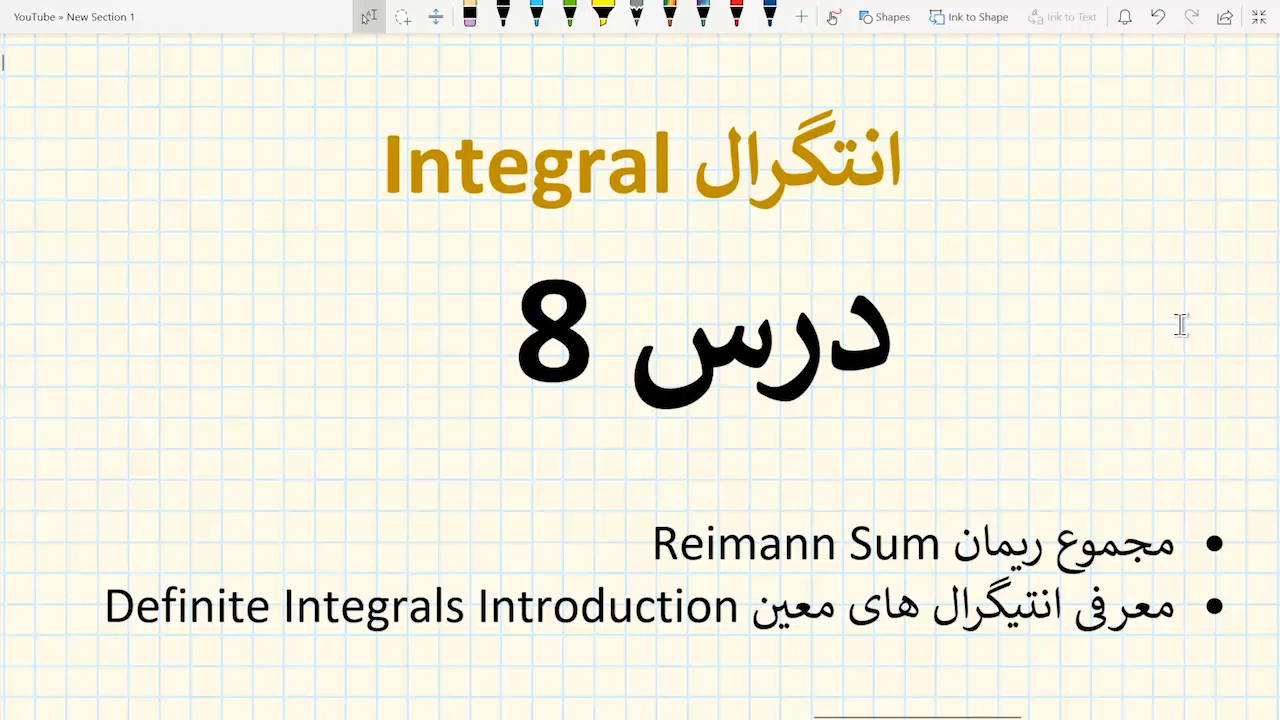 YouTube » New Section 1
Shapes
Ink to Shape
Ink to Text
انتگرال Integral
درس 8
• مجموع ریمان Reimann Sum
• معرفی انتیگرال های معین Definite Integrals Introduction